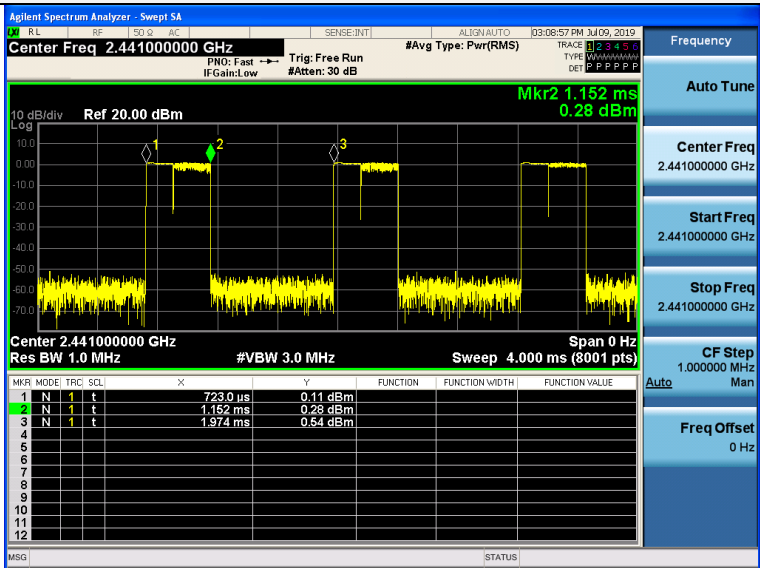 Agilent Spectrum Analyzer - Swept SA
LXI RL RF 50 Ω AC SENSE:INT ALIGN AUTO 03:08:57 PM Jul 09, 2019
Center Freq 2.441000000 GHz #Avg Type: Pwr(RMS) TRACE 1 2 3 4 5 6
PNO: Fast Trig: Free Run TYPE WWWWWW
IFGain:Low #Atten: 30 dB DET P P P P P P
Mkr2 1.152 ms
10 dB/div Ref 20.00 dBm 0.28 dBm
Log
1 2 3
10.0
0.00
-10.0
-20.0
-30.0
-40.0
-50.0
-60.0
-70.0
Center 2.441000000 GHz Span 0 Hz
Res BW 1.0 MHz #VBW 3.0 MHz Sweep 4.000 ms (8001 pts)
MKR MODE TRC SCL X Y FUNCTION FUNCTION WIDTH FUNCTION VALUE
1 N 1 t 723.0 µs 0.11 dBm
2 N 1 t 1.152 ms 0.28 dBm
3 N 1 t 1.974 ms 0.54 dBm
4
5
6
7
8
9
10
11
12
MSG STATUS
Frequency
Auto Tune
Center Freq
2.441000000 GHz
Start Freq
2.441000000 GHz
Stop Freq
2.441000000 GHz
CF Step
1.000000 MHz
Auto Man
Freq Offset
0 Hz